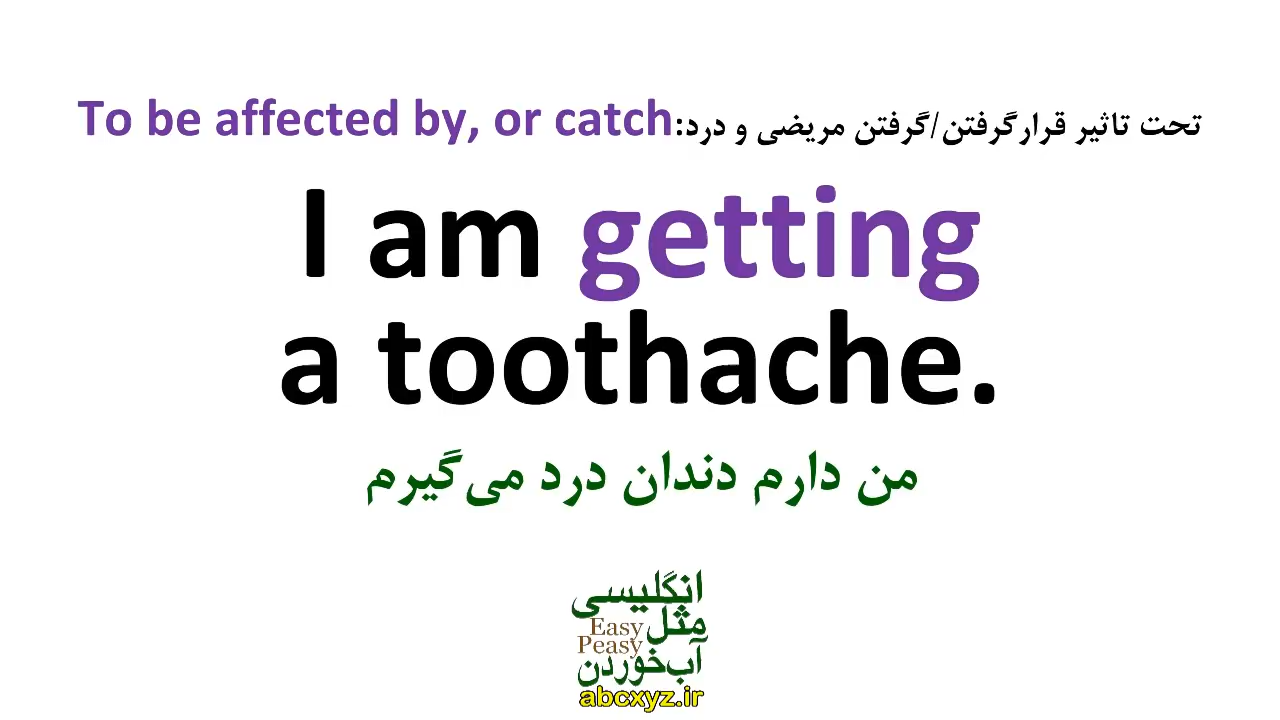 To be affected by, or catch:تحت تاثیر قرارگرفتن/گرفتن مریضی و درد
I am getting
a toothache.
من دارم دندان درد می‌گیرم
انگلیسی
مثل Easy
Peasy
آب‌خوردن
abcxyz.ir